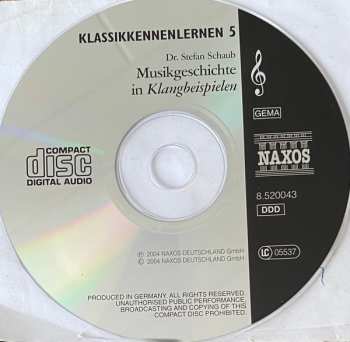 KLASSIKKENNENLERNEN 5
Dr. Stefan Schaub
Musikgeschichte
in Klangbeispielen
GEMA
NAXOS
8.520043
DDD
LC 05537
COMPACT
disc
DIGITAL AUDIO
℗ 2004 NAXOS DEUTSCHLAND GmbH
© 2004 NAXOS DEUTSCHLAND GmbH
PRODUCED IN GERMANY. ALL RIGHTS RESERVED.
UNAUTHORISED PUBLIC PERFORMANCE,
BROADCASTING AND COPYING OF THIS
COMPACT DISC PROHIBITED.